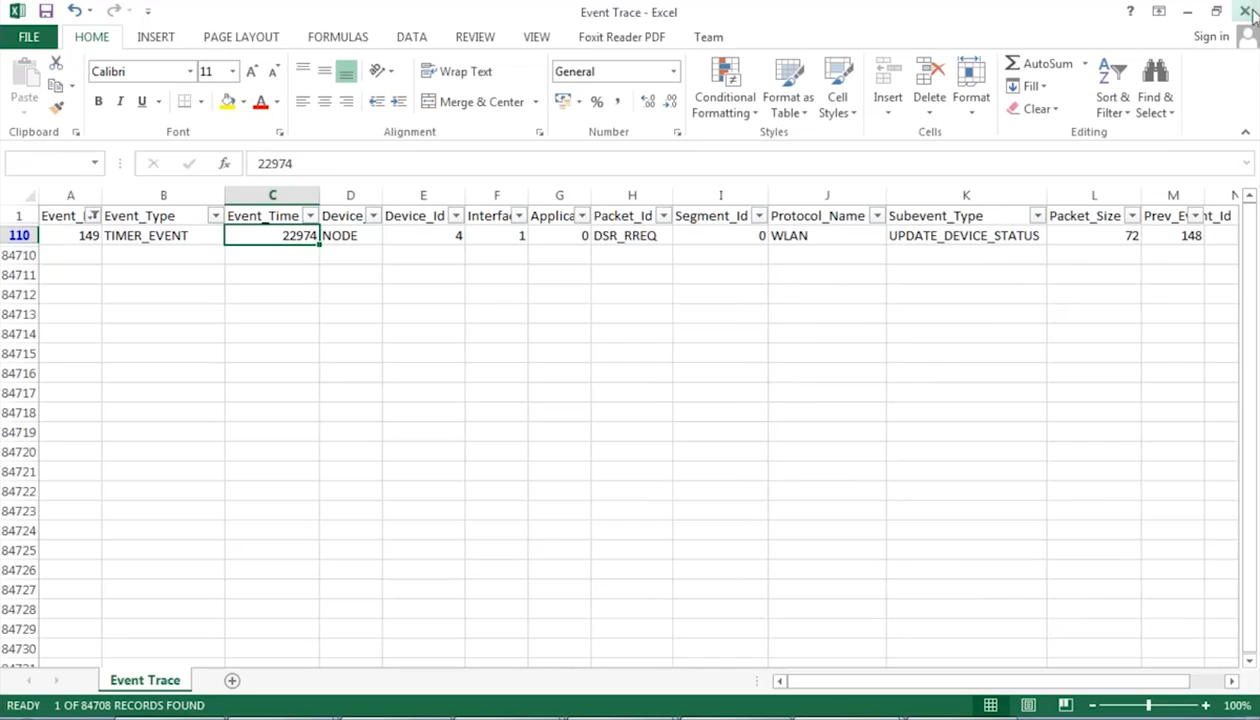 Event Trace - Excel
?
FILE HOME INSERT PAGE LAYOUT FORMULAS DATA REVIEW VIEW Foxit Reader PDF Team Sign in
Calibri 11 Wrap Text General AutoSum
Paste Conditional Formatting Format as Table Cell Styles Insert Delete Format Fill Sort & Filter Find & Select
B I U Merge & Center % Clear
Clipboard Font Alignment Number Styles Cells Editing
fx 22974
A B C D E F G H I J K L M N
1 Event_I Event_Type Event_Time Device_ Device_Id Interfac Applica Packet_Id Segment_Id Protocol_Name Subevent_Type Packet_Size Prev_Ev nt_Id
110 149 TIMER_EVENT 22974 NODE 4 1 0 DSR_RREQ 0 WLAN UPDATE_DEVICE_STATUS 72 148
84710
84711
84712
84713
84714
84715
84716
84717
84718
84719
84720
84721
84722
84723
84724
84725
84726
84727
84728
84729
84730
Event Trace
READY 1 OF 84708 RECORDS FOUND 100%